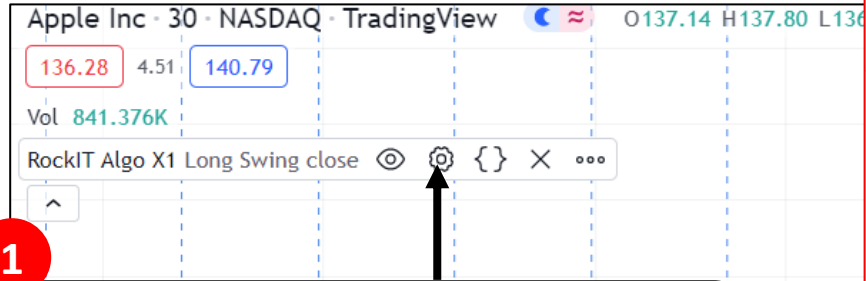 Apple Inc · 30 · NASDAQ · TradingView O137.14 H137.80 L136
136.28 4.51 140.79
Vol 841.376K
RockIT Algo X1 Long Swing close
1